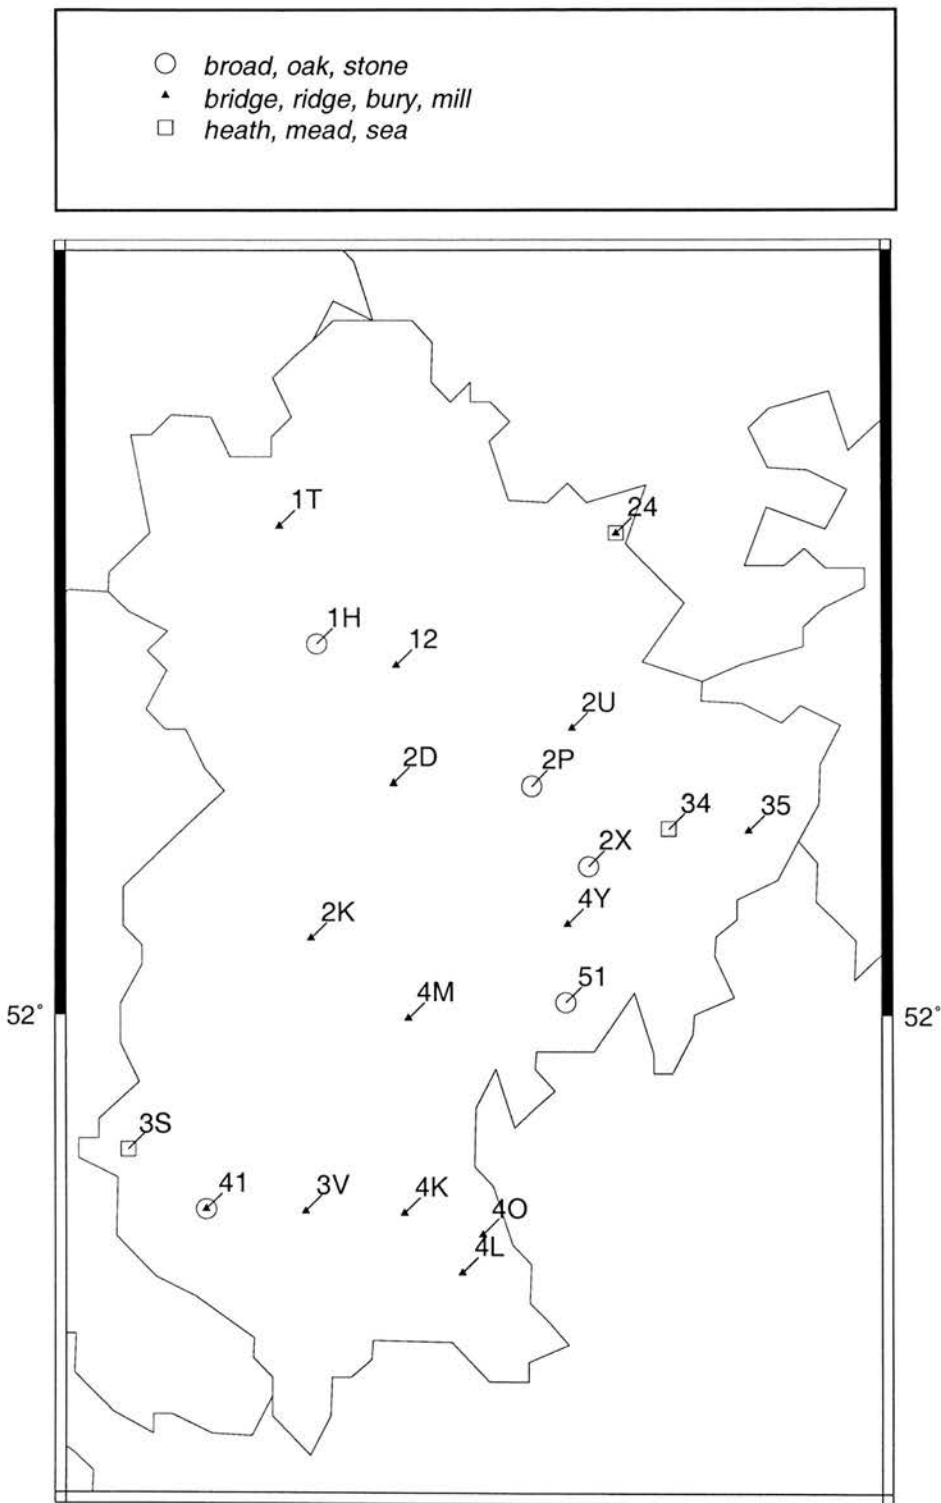 broad, oak, stone
bridge, ridge, bury, mill
heath, mead, sea
1T
24
1H
12
2U
2D
2P
34
35
2X
2K
4Y
4M
51
52°
52°
3S
41
3V
4K
4O
4L